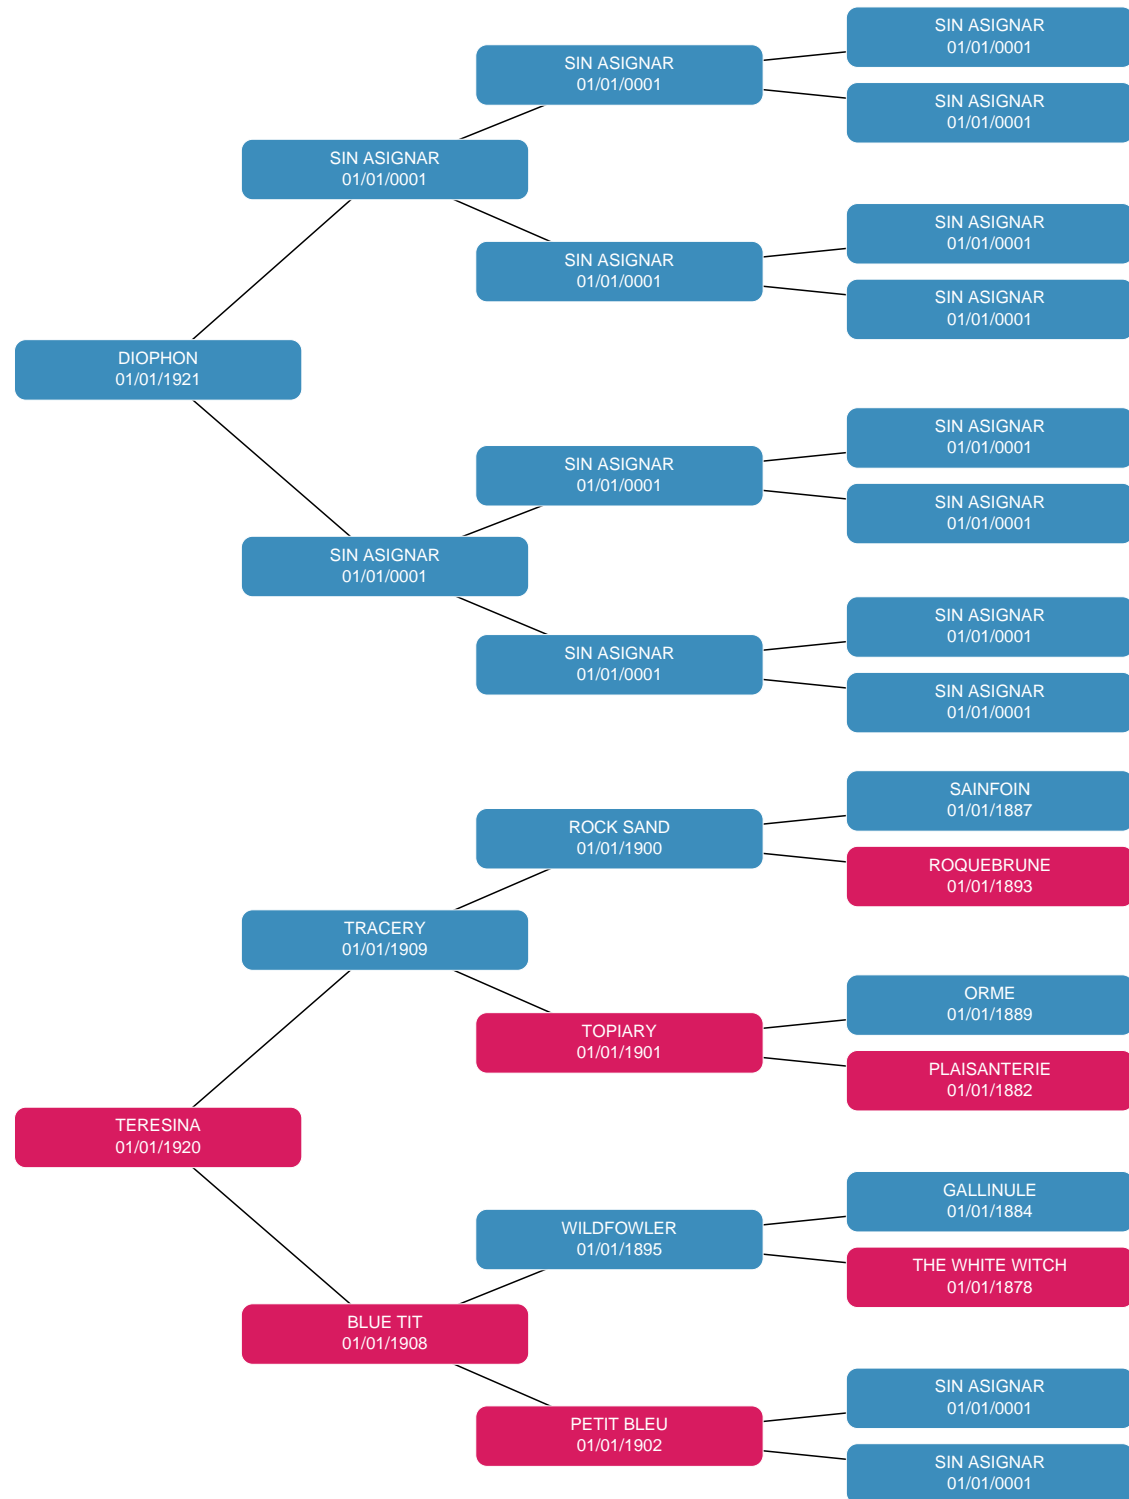 SIN ASIGNAR
01/01/0001
SIN ASIGNAR
01/01/0001
SIN ASIGNAR
01/01/0001
SIN ASIGNAR
01/01/0001
SIN ASIGNAR
01/01/0001
SIN ASIGNAR
01/01/0001
SIN ASIGNAR
01/01/0001
DIOPHON
01/01/1921
SIN ASIGNAR
01/01/0001
SIN ASIGNAR
01/01/0001
SIN ASIGNAR
01/01/0001
SIN ASIGNAR
01/01/0001
SIN ASIGNAR
01/01/0001
SIN ASIGNAR
01/01/0001
SIN ASIGNAR
01/01/0001
SAINFOIN
01/01/1887
ROCK SAND
01/01/1900
ROQUEBRUNE
01/01/1893
TRACERY
01/01/1909
ORME
01/01/1889
TOPIARY
01/01/1901
PLAISANTERIE
01/01/1882
TERESINA
01/01/1920
GALLINULE
01/01/1884
WILDFOWLER
01/01/1895
THE WHITE WITCH
01/01/1878
BLUE TIT
01/01/1908
SIN ASIGNAR
01/01/0001
PETIT BLEU
01/01/1902
SIN ASIGNAR
01/01/0001